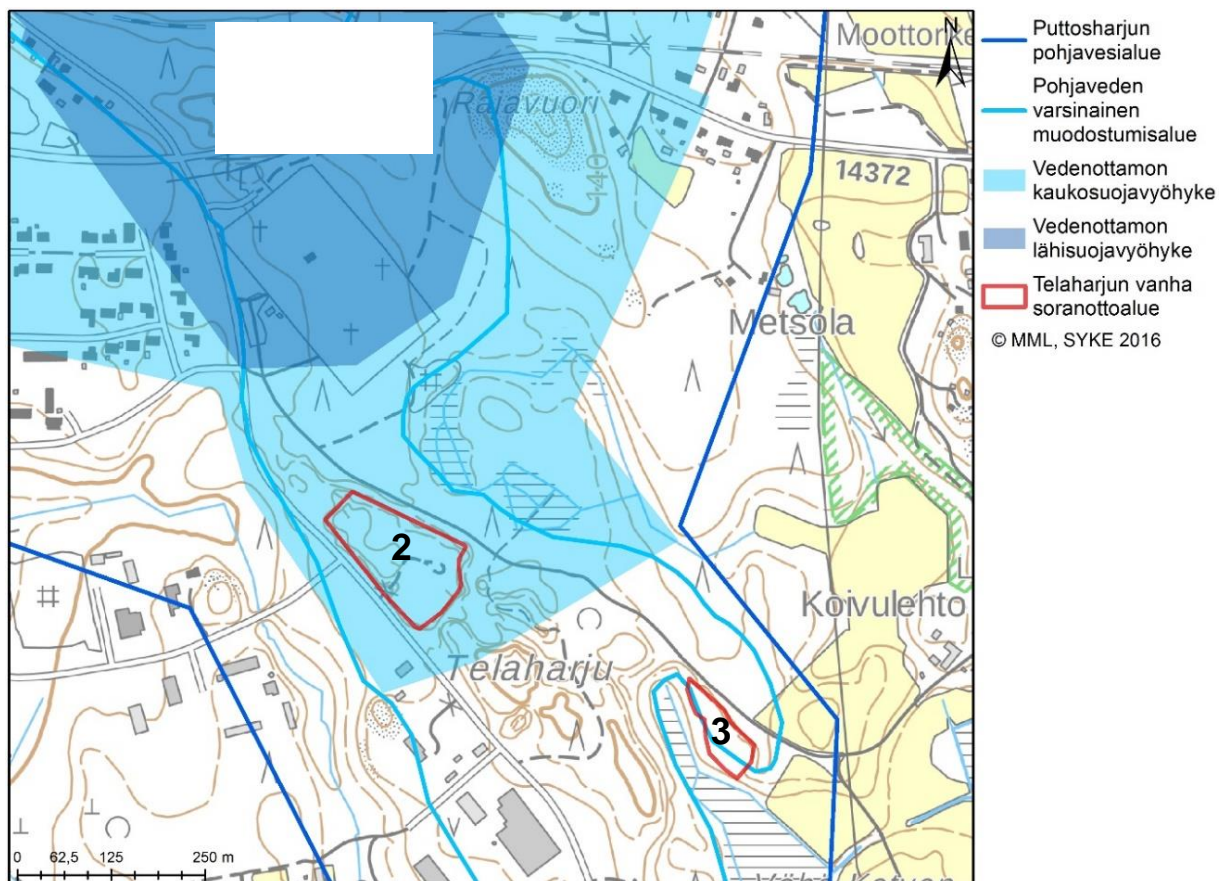 Moottorike
N
Rajavuori
140
14372
Metsola
2
Koivulehto
Telaharju
3
0 62,5 125 250 m
Puttosharjun
pohjavesialue
Pohjaveden
varsinainen
muodostumisalue
Vedenottamon
kaukosuojavyöhyke
Vedenottamon
lähisuojavyöhyke
Telaharjun vanha
soranottoalue
© MML, SYKE 2016